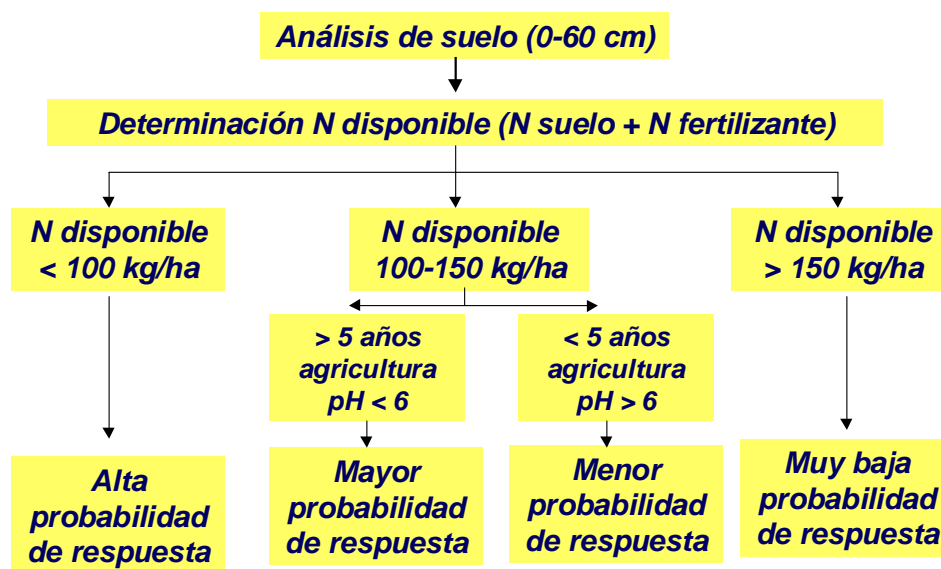 Análisis de suelo (0-60 cm)
Determinación N disponible (N suelo + N fertilizante)
N disponible
< 100 kg/ha
N disponible
100-150 kg/ha
N disponible
> 150 kg/ha
> 5 años
agricultura
pH < 6
< 5 años
agricultura
pH > 6
Alta
probabilidad
de respuesta
Mayor
probabilidad
de respuesta
Menor
probabilidad
de respuesta
Muy baja
probabilidad
de respuesta